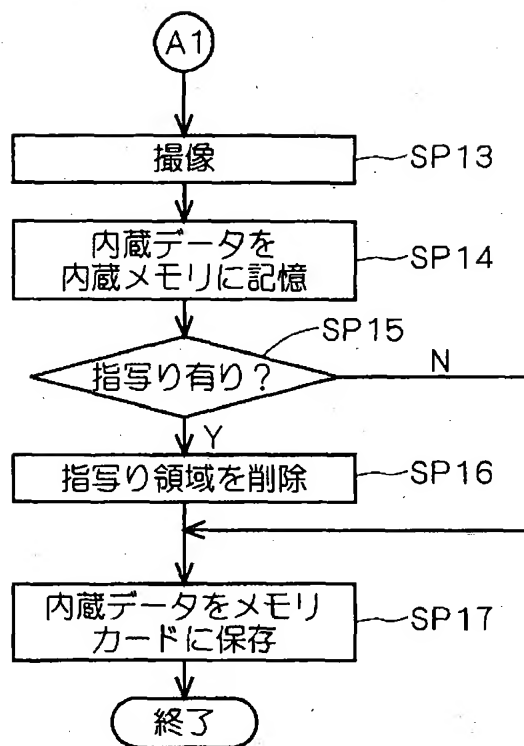 A1
撮像
SP13
内蔵データを
内蔵メモリに記憶
SP14
SP15
指写り有り？
N
Y
指写り領域を削除
SP16
内蔵データをメモリ
カードに保存
SP17
終了